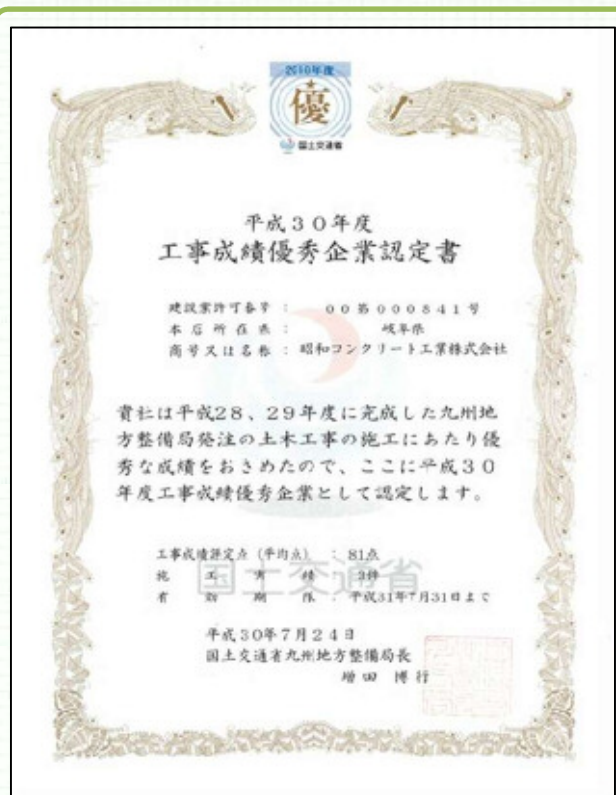 2018年度
優
国土交通省
平成30年度
工事成績優秀企業認定書
建設業許可番号 : 00第000841号
本店所在県 : 岐阜県
商号又は名称 : 昭和コンクリート工業株式会社
貴社は平成28、29年度に完成した九州地
方整備局発注の土木工事の施工にあたり優
秀な成績をおさめたので、ここに平成30
年度工事成績優秀企業として認定します。
工事成績評定点(平均点) : 81点
施工実績 : 3件
有効期限 : 平成31年7月31日まで
国土交通省
平成30年7月24日
国土交通省九州地方整備局長
増田 博行